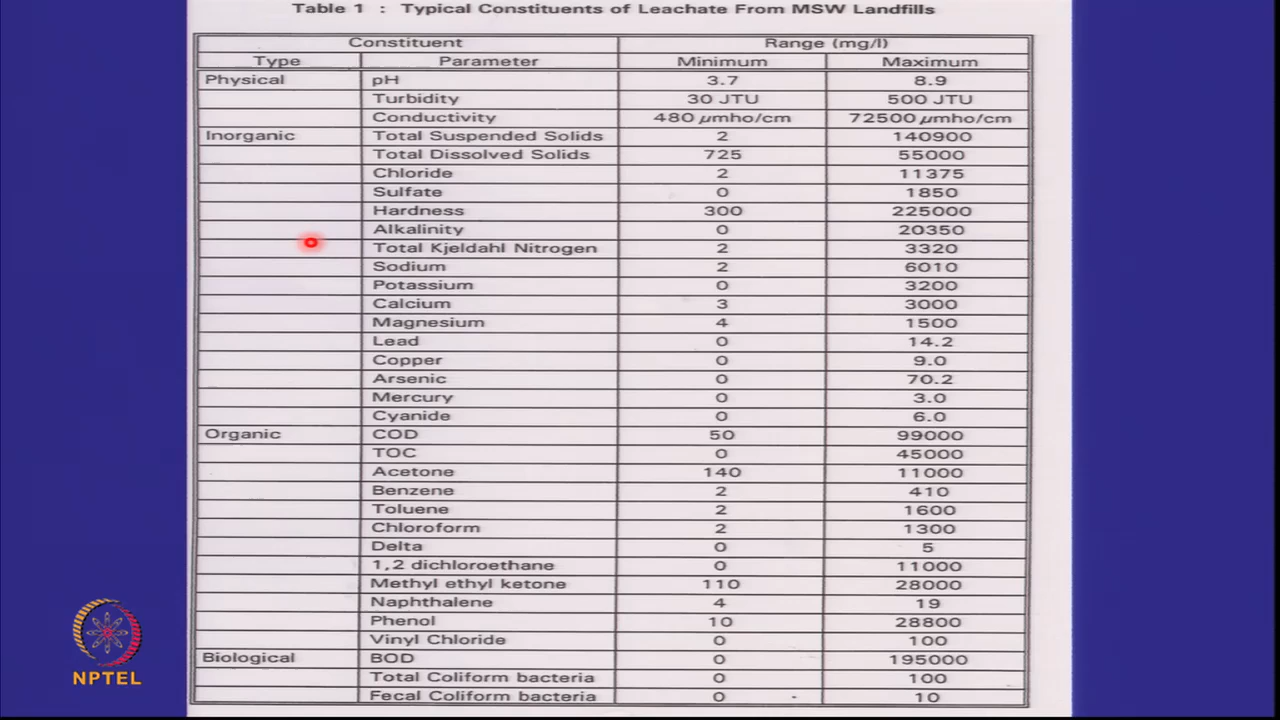 Table 1 : Typical Constituents of Leachate From MSW Landfills
Constituent Range (mg/l)
Type Parameter Minimum Maximum
Physical pH 3.7 8.9
Turbidity 30 JTU 500 JTU
Conductivity 480 µmho/cm 72500 µmho/cm
Inorganic Total Suspended Solids 2 140900
Total Dissolved Solids 725 55000
Chloride 2 11375
Sulfate 0 1850
Hardness 300 225000
Alkalinity 0 20350
Total Kjeldahl Nitrogen 2 3320
Sodium 2 6010
Potassium 0 3200
Calcium 3 3000
Magnesium 4 1500
Lead 0 14.2
Copper 0 9.0
Arsenic 0 70.2
Mercury 0 3.0
Cyanide 0 6.0
Organic COD 50 99000
TOC 0 45000
Acetone 140 11000
Benzene 2 410
Toluene 2 1600
Chloroform 2 1300
Delta 0 5
1,2 dichloroethane 0 11000
Methyl ethyl ketone 110 28000
Naphthalene 4 19
Phenol 10 28800
Vinyl Chloride 0 100
Biological BOD 0 195000
Total Coliform bacteria 0 100
Fecal Coliform bacteria 0 10
NPTEL